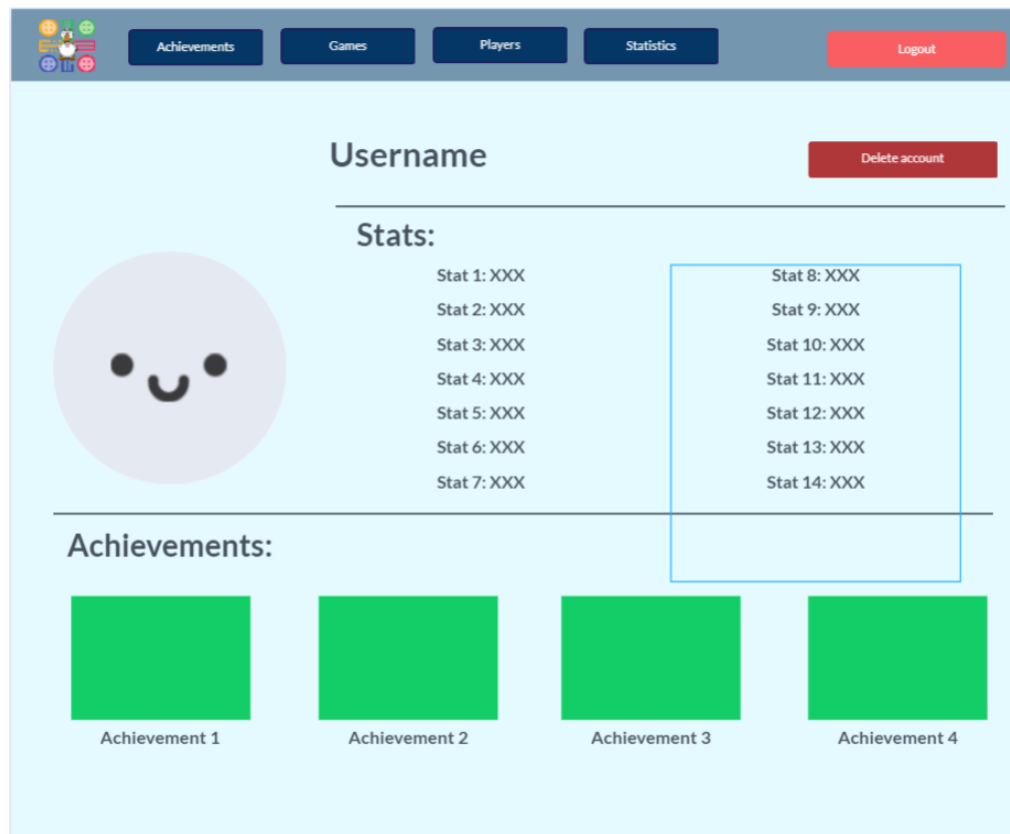 Achievements Games Players Statistics Logout
Username Delete account
Stats:
Stat 1: XXX Stat 8: XXX
Stat 2: XXX Stat 9: XXX
Stat 3: XXX Stat 10: XXX
Stat 4: XXX Stat 11: XXX
Stat 5: XXX Stat 12: XXX
Stat 6: XXX Stat 13: XXX
Stat 7: XXX Stat 14: XXX
Achievements:
Achievement 1 Achievement 2 Achievement 3 Achievement 4